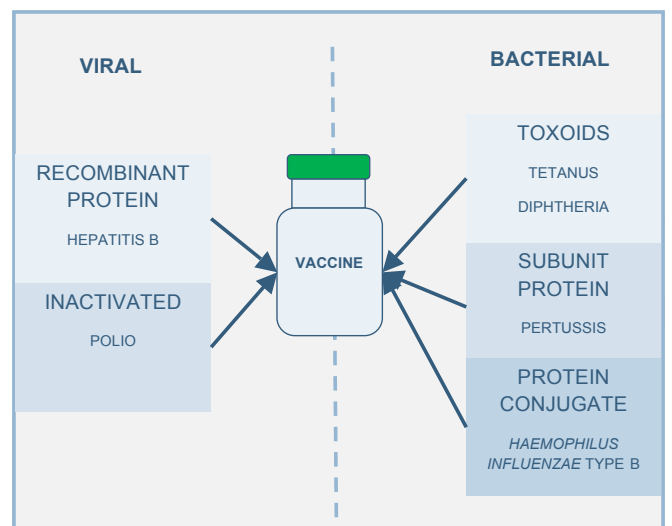 VIRAL
RECOMBINANT
PROTEIN
HEPATITIS B
INACTIVATED
POLIO
VACCINE
BACTERIAL
TOXOIDS
TETANUS
DIPHTHERIA
SUBUNIT
PROTEIN
PERTUSSIS
PROTEIN
CONJUGATE
HAEMOPHILUS
INFLUENZAE TYPE B